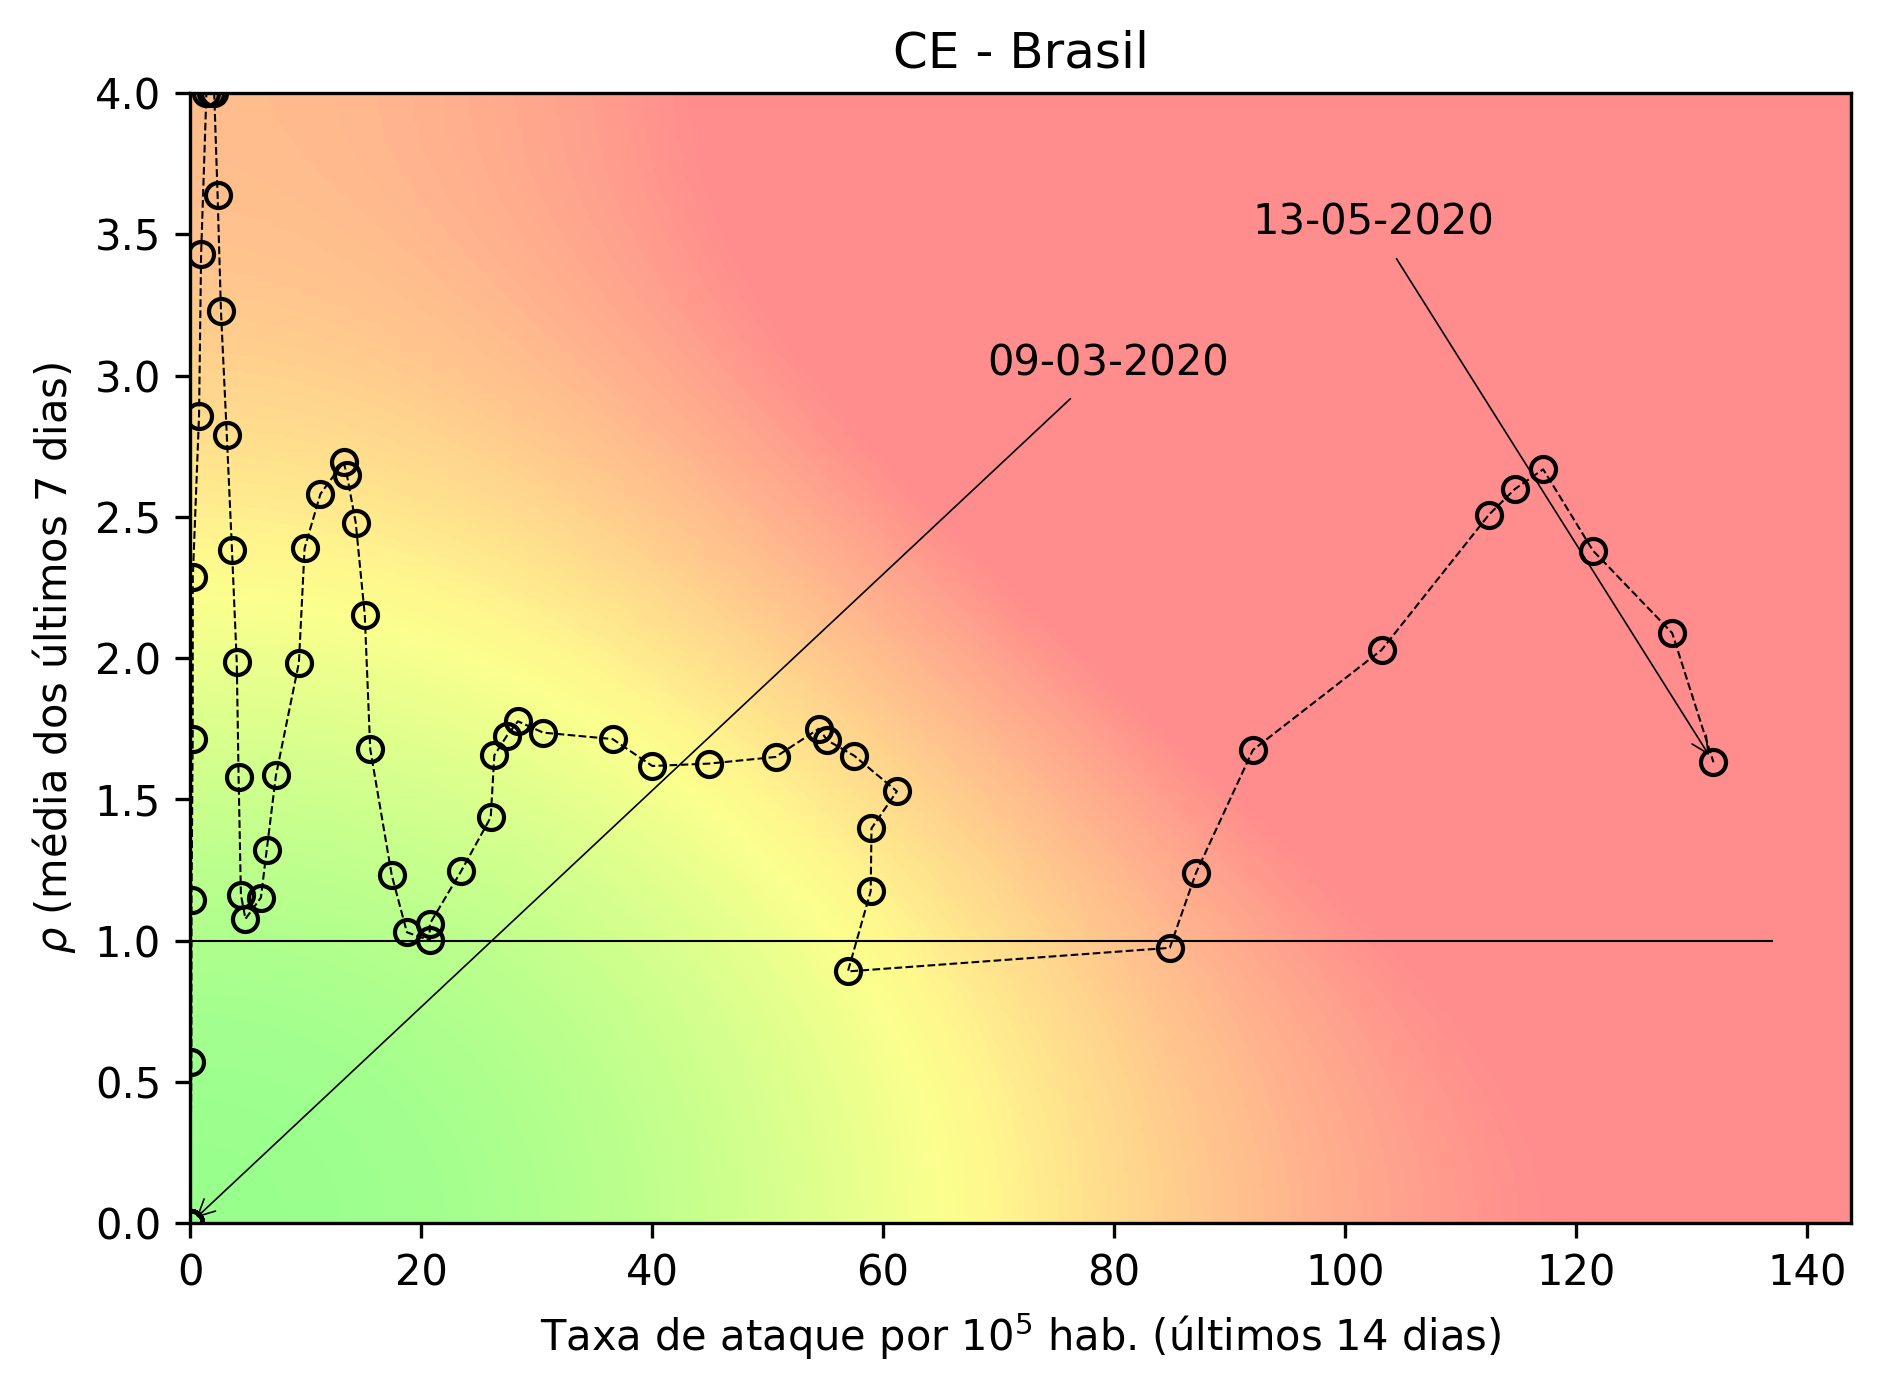 CE - Brasil
4.0
3.5
3.0
2.5
2.0
1.5
1.0
0.5
0.0
ρ (média dos últimos 7 dias)
13-05-2020
09-03-2020
0 20 40 60 80 100 120 140
Taxa de ataque por 10⁵ hab. (últimos 14 dias)